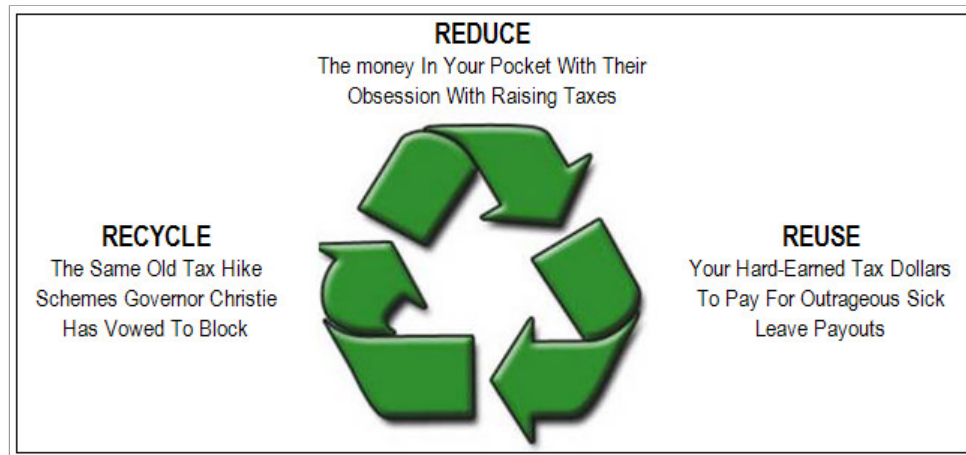 REDUCE
The money In Your Pocket With Their
Obsession With Raising Taxes
RECYCLE
The Same Old Tax Hike
Schemes Governor Christie
Has Vowed To Block
REUSE
Your Hard-Earned Tax Dollars
To Pay For Outrageous Sick
Leave Payouts